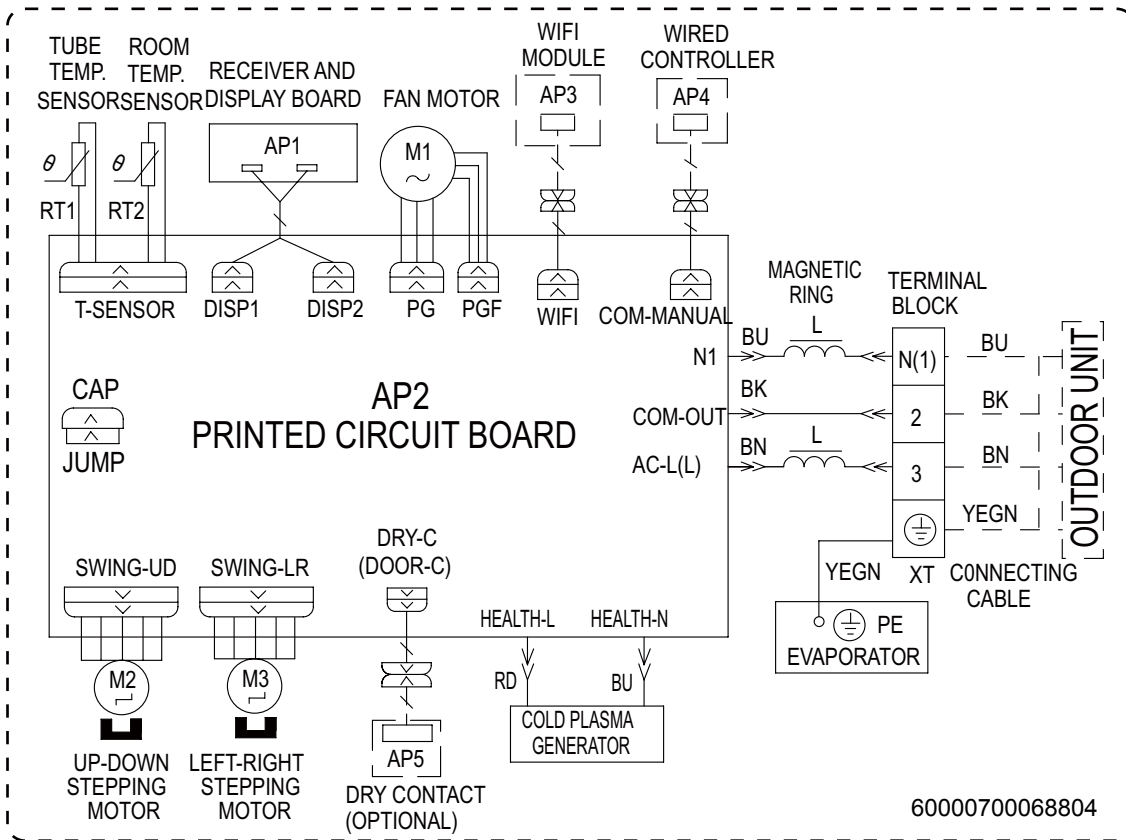 TUBE
TEMP.
SENSOR
ROOM
TEMP.
SENSOR
RECEIVER AND
DISPLAY BOARD
FAN MOTOR
WIFI
MODULE
WIRED
CONTROLLER
AP1
M1
AP3
AP4
θ
θ
RT1
RT2
T-SENSOR
DISP1
DISP2
PG
PGF
WIFI
COM-MANUAL
MAGNETIC
RING
TERMINAL
BLOCK
N1
BU
L
N(1)
BU
CAP
JUMP
AP2
PRINTED CIRCUIT BOARD
COM-OUT
BK
2
BK
AC-L(L)
BN
L
3
BN
YEGN
OUTDOOR UNIT
SWING-UD
SWING-LR
DRY-C
(DOOR-C)
YEGN
XT
C0NNECTING
CABLE
HEALTH-L
HEALTH-N
PE
EVAPORATOR
M2
M3
RD
BU
COLD PLASMA
GENERATOR
AP5
UP-DOWN
STEPPING
MOTOR
LEFT-RIGHT
STEPPING
MOTOR
DRY CONTACT
(OPTIONAL)
60000700068804